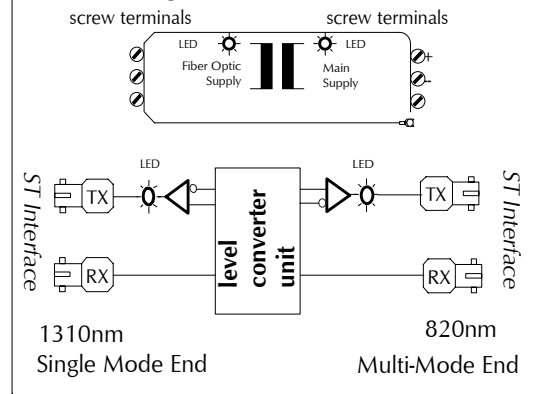 screw terminals screw terminals
LED LED
Fiber Optic Supply
Main Supply
+
-
LED LED
ST Interface
TX
level converter unit
TX
ST Interface
RX
RX
1310nm
Single Mode End
820nm
Multi-Mode End